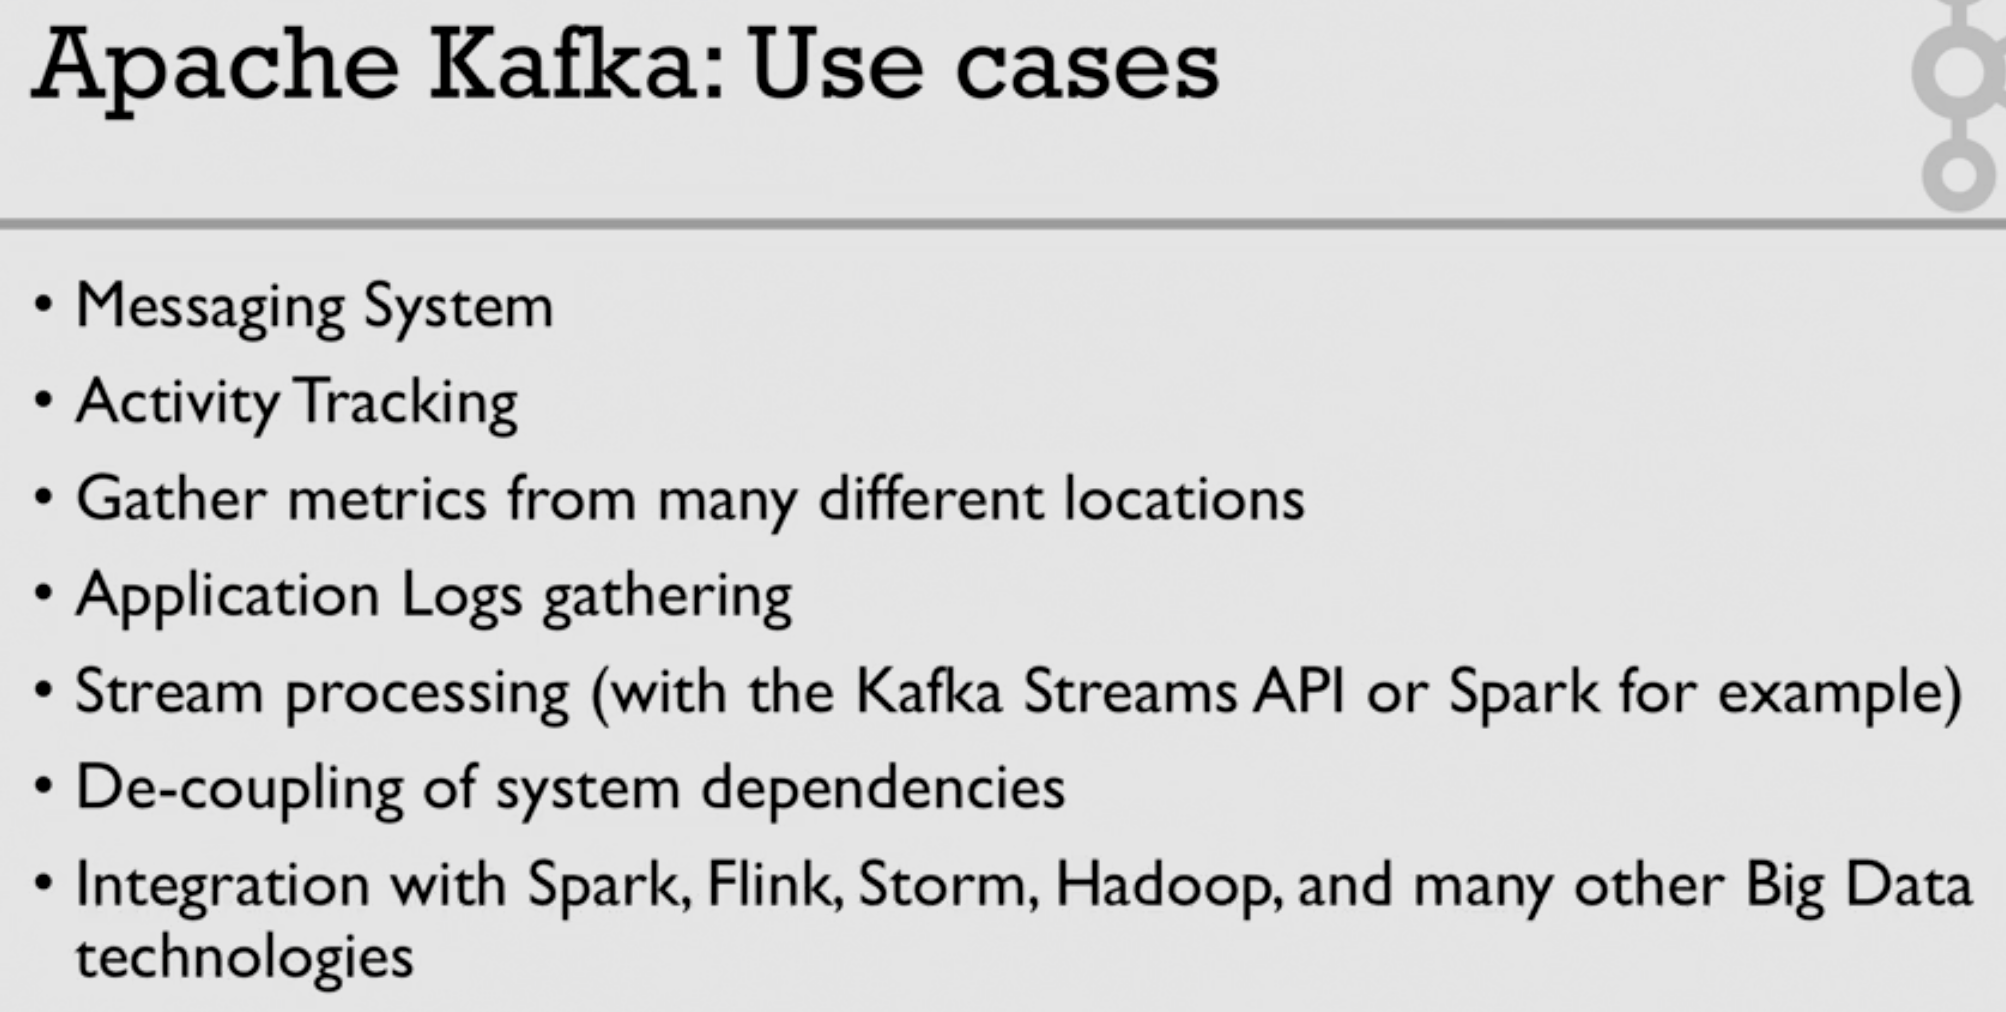 Apache Kafka: Use cases
• Messaging System
• Activity Tracking
• Gather metrics from many different locations
• Application Logs gathering
• Stream processing (with the Kafka Streams API or Spark for example)
• De-coupling of system dependencies
• Integration with Spark, Flink, Storm, Hadoop, and many other Big Data
technologies